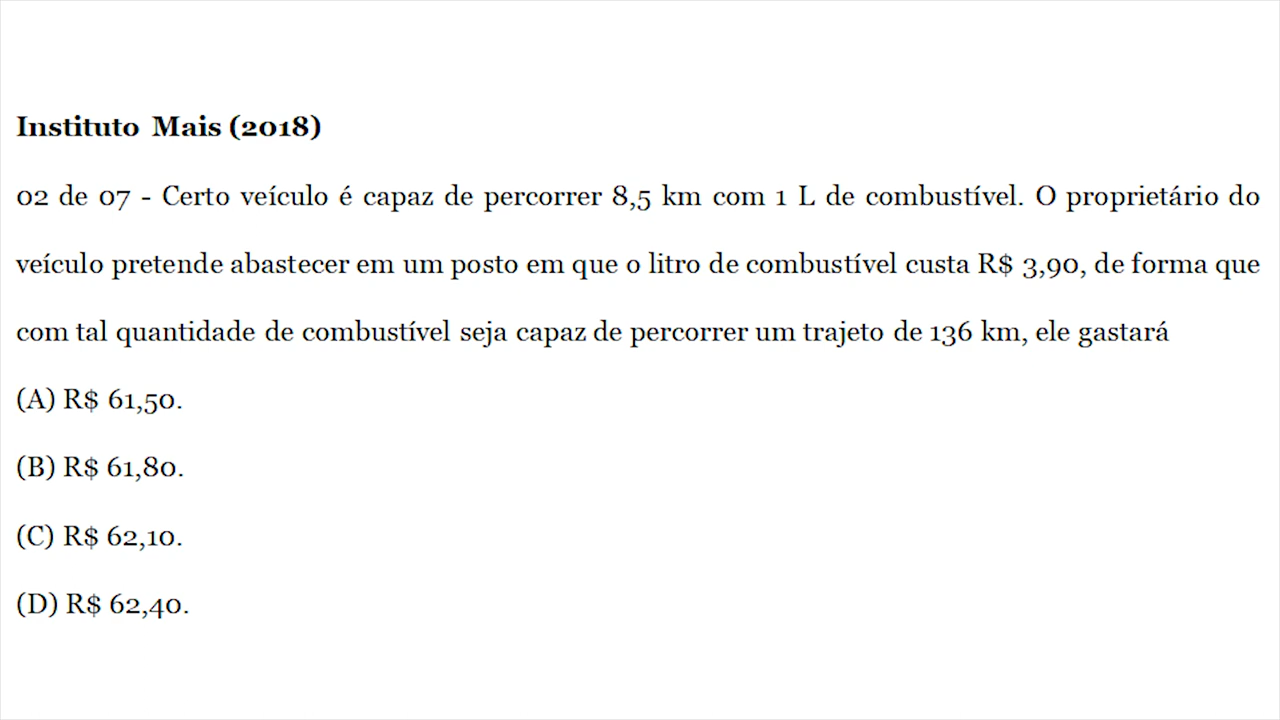 Instituto Mais (2018)
02 de 07 - Certo veículo é capaz de percorrer 8,5 km com 1 L de combustível. O proprietário do
veículo pretende abastecer em um posto em que o litro de combustível custa R$ 3,90, de forma que
com tal quantidade de combustível seja capaz de percorrer um trajeto de 136 km, ele gastará
(A) R$ 61,50.
(B) R$ 61,80.
(C) R$ 62,10.
(D) R$ 62,40.